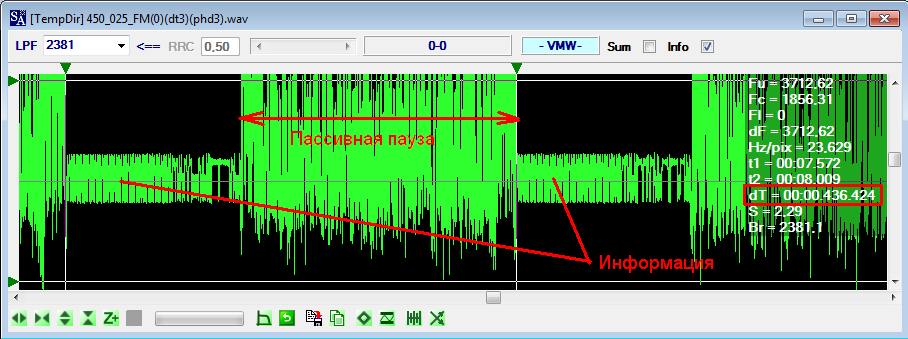 SA [TempDir] 450_025_FM(0)(dt3)(phd3).wav
LPF 2381 <== RRC 0,50 0-0 - VMW- Sum Info
Fu = 3712,62
Fc = 1856,31
Fl = 0
dF = 3712,62
Hz/pix = 23,629
t1 = 00:07.572
t2 = 00:08.009
dT = 00:00:436.424
S = 2,29
Br = 2381,1
Пассивная пауза
Информация
Z+